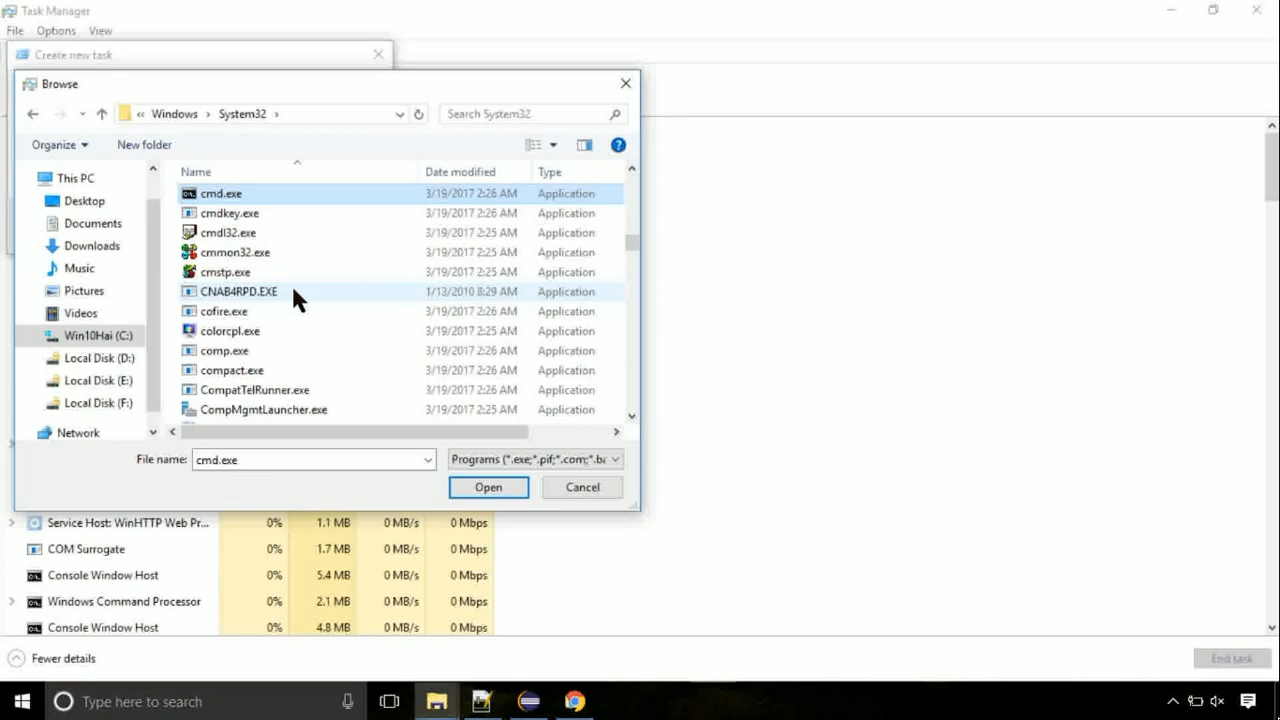 Task Manager
File Options View
Create new task
Browse
« Windows › System32 ›
Search System32
Organize New folder
Name Date modified Type
This PC
Desktop
Documents
Downloads
Music
Pictures
Videos
Win10Hai (C:)
Local Disk (D:)
Local Disk (E:)
Local Disk (F:)
Network
cmd.exe 3/19/2017 2:26 AM Application
cmdkey.exe 3/19/2017 2:26 AM Application
cmdl32.exe 3/19/2017 2:25 AM Application
cmmon32.exe 3/19/2017 2:25 AM Application
cmstp.exe 3/19/2017 2:25 AM Application
CNAB4RPD.EXE 1/13/2010 8:29 AM Application
cofire.exe 3/19/2017 2:26 AM Application
colorcpl.exe 3/19/2017 2:25 AM Application
comp.exe 3/19/2017 2:26 AM Application
compact.exe 3/19/2017 2:26 AM Application
CompatTelRunner.exe 3/19/2017 2:26 AM Application
CompMgmtLauncher.exe 3/19/2017 2:25 AM Application
File name: cmd.exe Programs (*.exe;*.pif;*.com;*.ba
Open Cancel
Service Host: WinHTTP Web Pr... 0% 1.1 MB 0 MB/s 0 Mbps
COM Surrogate 0% 1.7 MB 0 MB/s 0 Mbps
Console Window Host 0% 5.4 MB 0 MB/s 0 Mbps
Windows Command Processor 0% 2.1 MB 0 MB/s 0 Mbps
Console Window Host 0% 4.8 MB 0 MB/s 0 Mbps
Fewer details End task
Type here to search